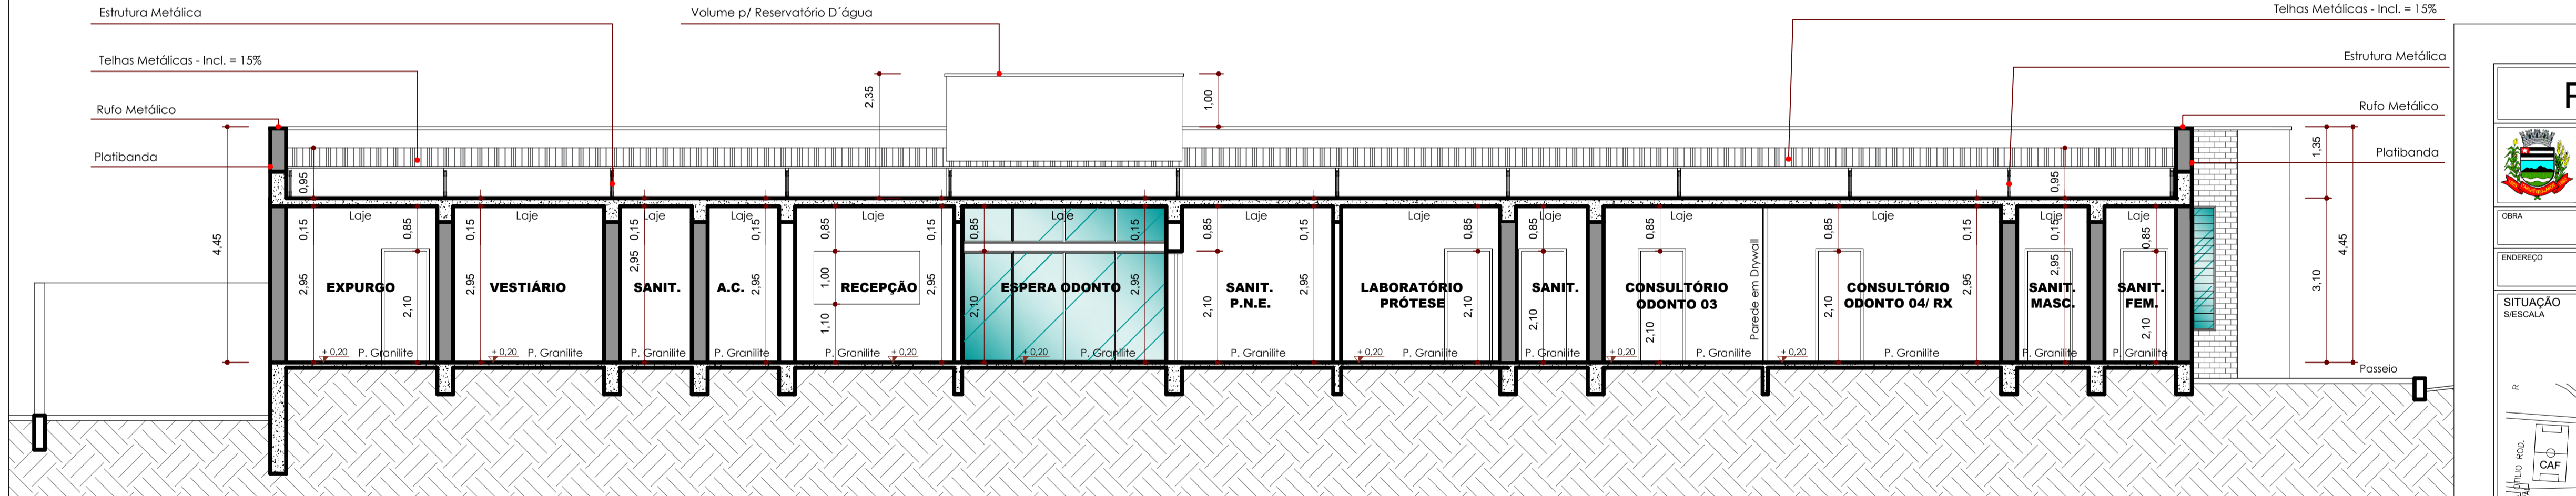 Estrutura Metálica
Volume p/ Reservatório D´água
Telhas Metálicas - Incl. = 15%
Telhas Metálicas - Incl. = 15%
Estrutura Metálica
Rufo Metálico
Rufo Metálico
Platibanda
Platibanda
2,35
1,00
1,35
0,95
0,95
4,45
4,45
3,10
Laje
Laje
Laje
Laje
Laje
Laje
Laje
Laje
Laje
Laje
Laje
Laje
Laje
0,15
0,85
0,15
0,15
0,15
0,85
0,15
0,85
0,15
0,85
0,15
0,85
0,85
0,85
0,85
0,15
0,15
0,85
2,95
2,10
2,95
2,95
2,95
1,00
1,10
2,95
2,10
2,95
2,10
2,95
2,10
2,10
2,10
2,10
2,95
2,95
2,10
EXPURGO
VESTIÁRIO
SANIT.
A.C.
RECEPÇÃO
ESPERA ODONTO
SANIT.
P.N.E.
LABORATÓRIO
PRÓTESE
SANIT.
CONSULTÓRIO
ODONTO 03
Parede em Drywall
CONSULTÓRIO
ODONTO 04/ RX
SANIT.
MASC.
SANIT.
FEM.
+ 0,20
P. Granilite
+ 0,20
P. Granilite
P. Granilite
P. Granilite
P. Granilite
+ 0,20
+ 0,20
P. Granilite
P. Granilite
+ 0,20
P. Granilite
P. Granilite
+ 0,20
P. Granilite
+ 0,20
P. Granilite
P. Granilite
P. Granilite
Passeio
OBRA
ENDEREÇO
SITUAÇÃO
S/ESCALA
R
ROD.
CAF